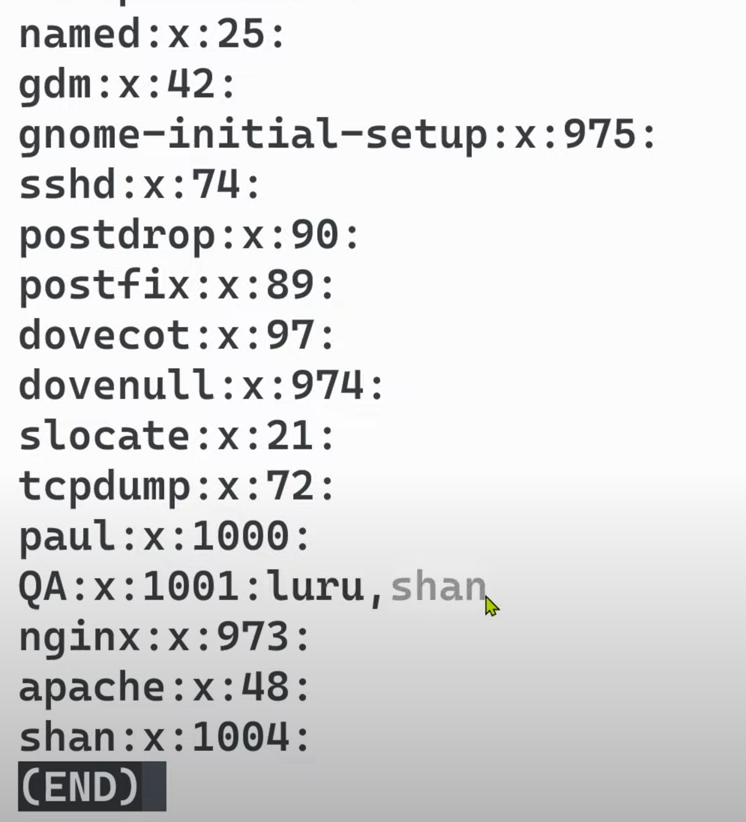 named:x:25:
gdm:x:42:
gnome-initial-setup:x:975:
sshd:x:74:
postdrop:x:90:
postfix:x:89:
dovecot:x:97:
dovenull:x:974:
slocate:x:21:
tcpdump:x:72:
paul:x:1000:
QA:x:1001:luru,shan
nginx:x:973:
apache:x:48:
shan:x:1004:
(END)